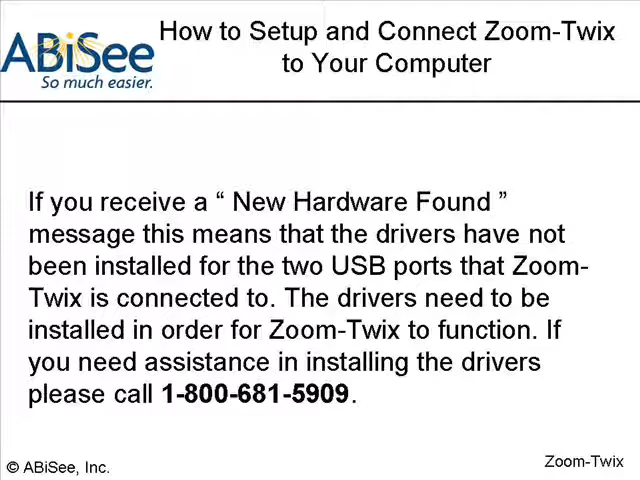 How to Setup and Connect Zoom-Twix
to Your Computer
ABiSee
So much easier.
If you receive a “ New Hardware Found ”
message this means that the drivers have not
been installed for the two USB ports that Zoom-
Twix is connected to. The drivers need to be
installed in order for Zoom-Twix to function. If
you need assistance in installing the drivers
please call 1-800-681-5909.
© ABiSee, Inc.
Zoom-Twix